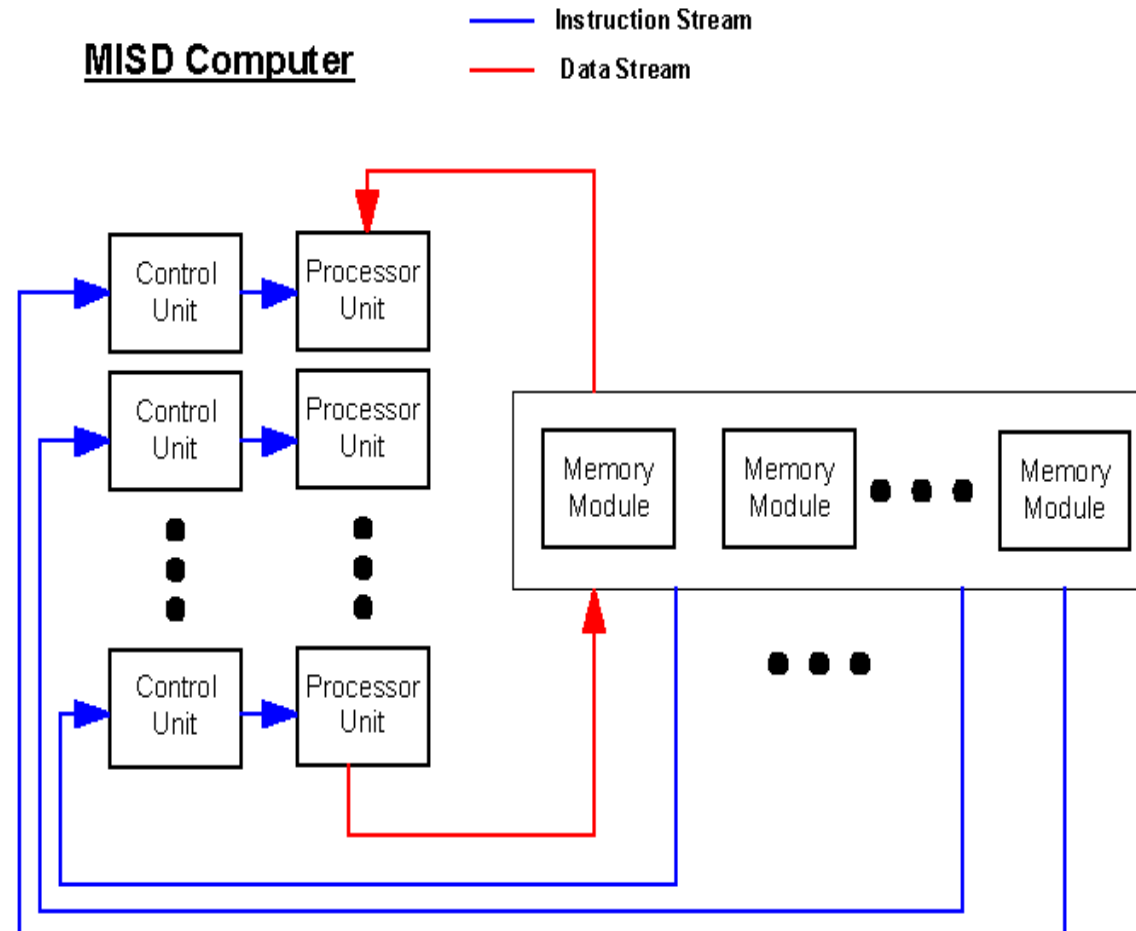 Instruction Stream
MISD Computer
Data Stream
Control
Unit
Processor
Unit
Control
Unit
Processor
Unit
Memory
Module
Memory
Module
Memory
Module
Control
Unit
Processor
Unit